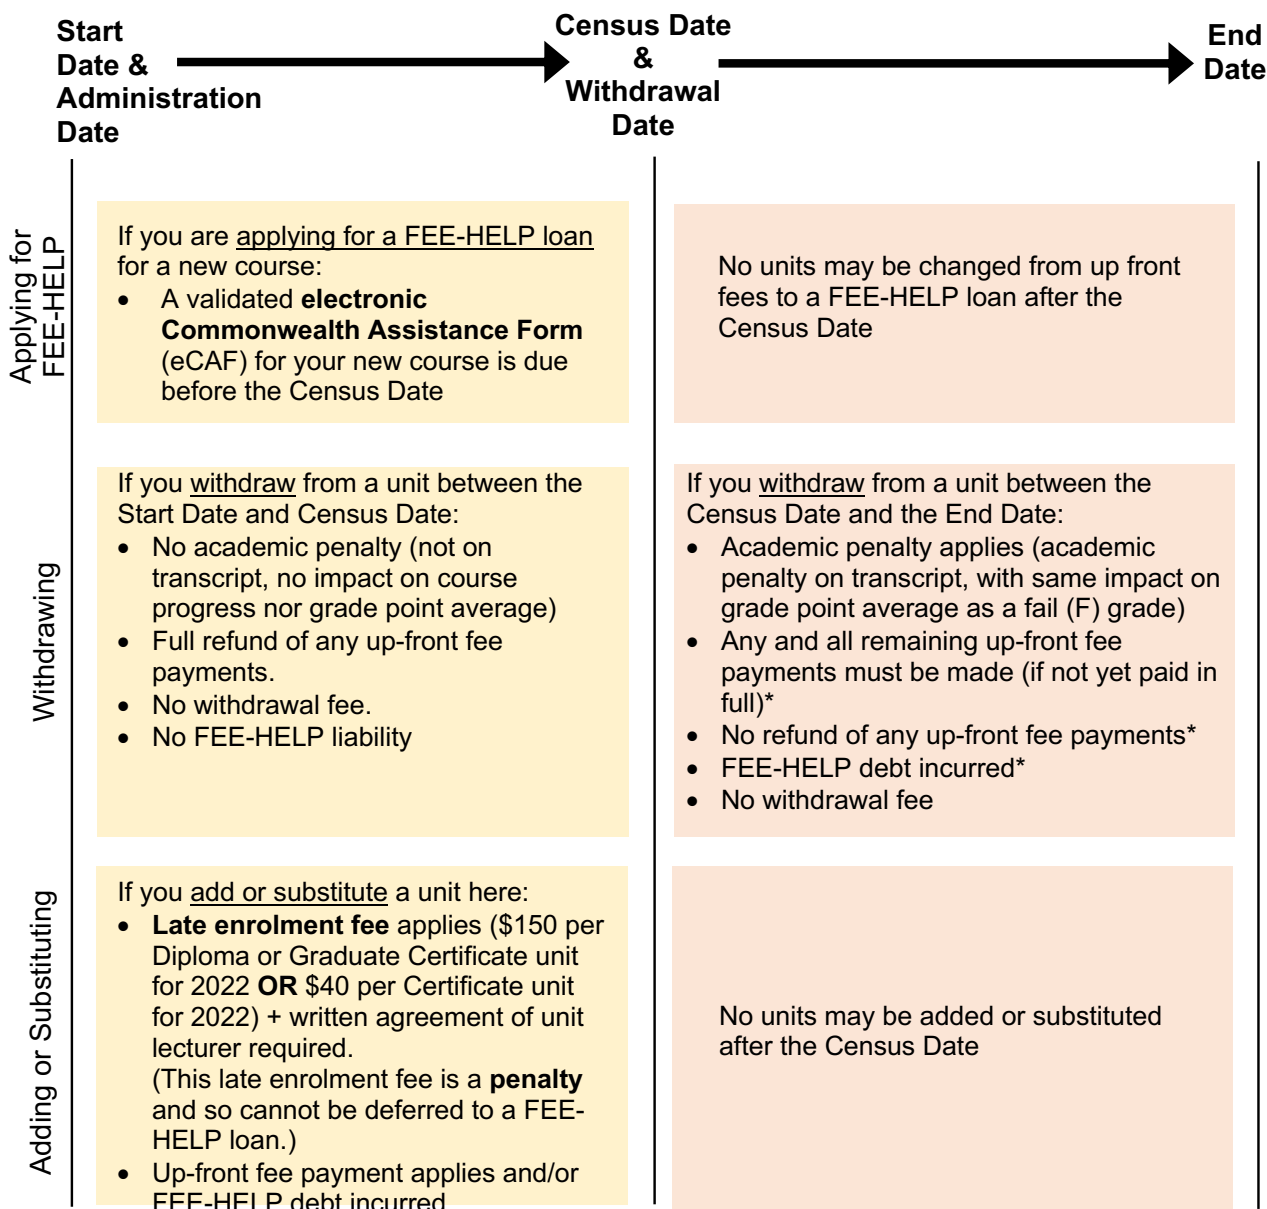 Start
Date &
Administration
Date
Census Date
&
Withdrawal
Date
End
Date
Applying for
FEE-HELP
If you are applying for a FEE-HELP loan
for a new course:
• A validated electronic
Commonwealth Assistance Form
(eCAF) for your new course is due
before the Census Date
No units may be changed from up front
fees to a FEE-HELP loan after the
Census Date
Withdrawing
If you withdraw from a unit between the
Start Date and Census Date:
• No academic penalty (not on
transcript, no impact on course
progress nor grade point average)
• Full refund of any up-front fee
payments.
• No withdrawal fee.
• No FEE-HELP liability
If you withdraw from a unit between the
Census Date and the End Date:
• Academic penalty applies (academic
penalty on transcript, with same impact on
grade point average as a fail (F) grade)
• Any and all remaining up-front fee
payments must be made (if not yet paid in
full)*
• No refund of any up-front fee payments*
• FEE-HELP debt incurred*
• No withdrawal fee
Adding or Substituting
If you add or substitute a unit here:
• Late enrolment fee applies ($150 per
Diploma or Graduate Certificate unit
for 2022 OR $40 per Certificate unit
for 2022) + written agreement of unit
lecturer required.
(This late enrolment fee is a penalty
and so cannot be deferred to a FEE-
HELP loan.)
• Up-front fee payment applies and/or
FEE-HELP debt incurred
No units may be added or substituted
after the Census Date